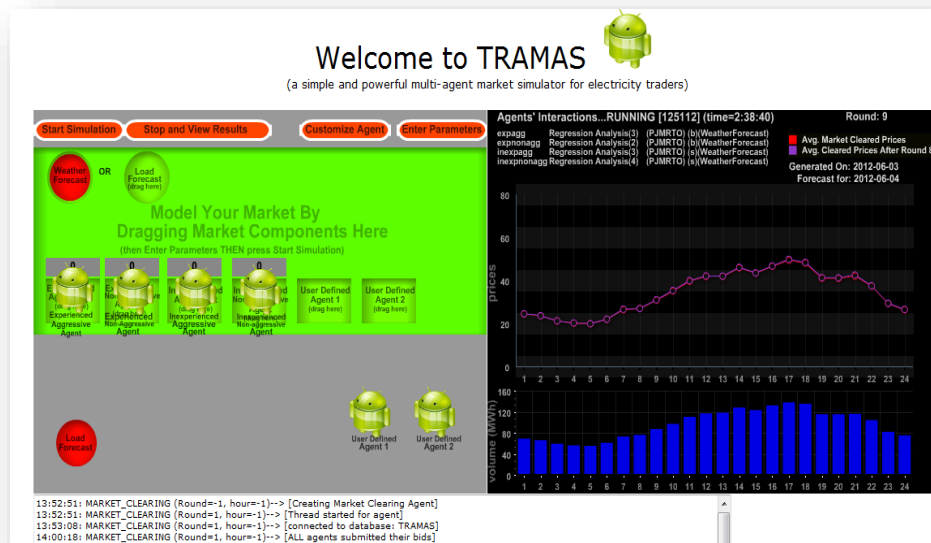 Welcome to TRAMAS
(a simple and powerful multi-agent market simulator for electricity traders)
Start Simulation
Stop and View Results
Customize Agent
Enter Parameters
Weather Forecast
OR
Load Forecast
(drag here)
Model Your Market By
Dragging Market Components Here
(then Enter Parameters THEN press Start Simulation)
Experienced
Aggressive
Agent
Experienced
Non-Aggressive
Agent
Inexperienced
Aggressive
Agent
Inexperienced
Non-aggressive
Agent
User Defined
Agent 1
(drag here)
User Defined
Agent 2
(drag here)
Load
Forecast
User Defined
Agent 1
User Defined
Agent 2
Agents' Interactions...RUNNING [125112] (time=2:38:40)
Round: 9
expagg Regression Analysis(3) (PJMRTO) (b)(WeatherForecast)
expnonagg Regression Analysis(2) (PJMRTO) (b)(WeatherForecast)
inexpagg Regression Analysis(3) (PJMRTO) (s)(WeatherForecast)
inexpnonagg Regression Analysis(4) (PJMRTO) (s)(WeatherForecast)
Avg. Market Cleared Prices
Avg. Cleared Prices After Round 8
Generated On: 2012-06-03
Forecast for: 2012-06-04
prices
80
60
40
20
0
1 2 3 4 5 6 7 8 9 10 11 12 13 14 15 16 17 18 19 20 21 22 23 24
volume (MWh)
160
120
80
40
0
1 2 3 4 5 6 7 8 9 10 11 12 13 14 15 16 17 18 19 20 21 22 23 24
13:52:51: MARKET_CLEARING (Round=-1, hour=-1)--> [Creating Market Clearing Agent]
13:52:51: MARKET_CLEARING (Round=-1, hour=-1)--> [Thread started for agent]
13:53:08: MARKET_CLEARING (Round=-1, hour=-1)--> [connected to database: TRAMAS]
14:00:18: MARKET_CLEARING (Round=-1, hour=-1)--> [ALL agents submitted their bids]